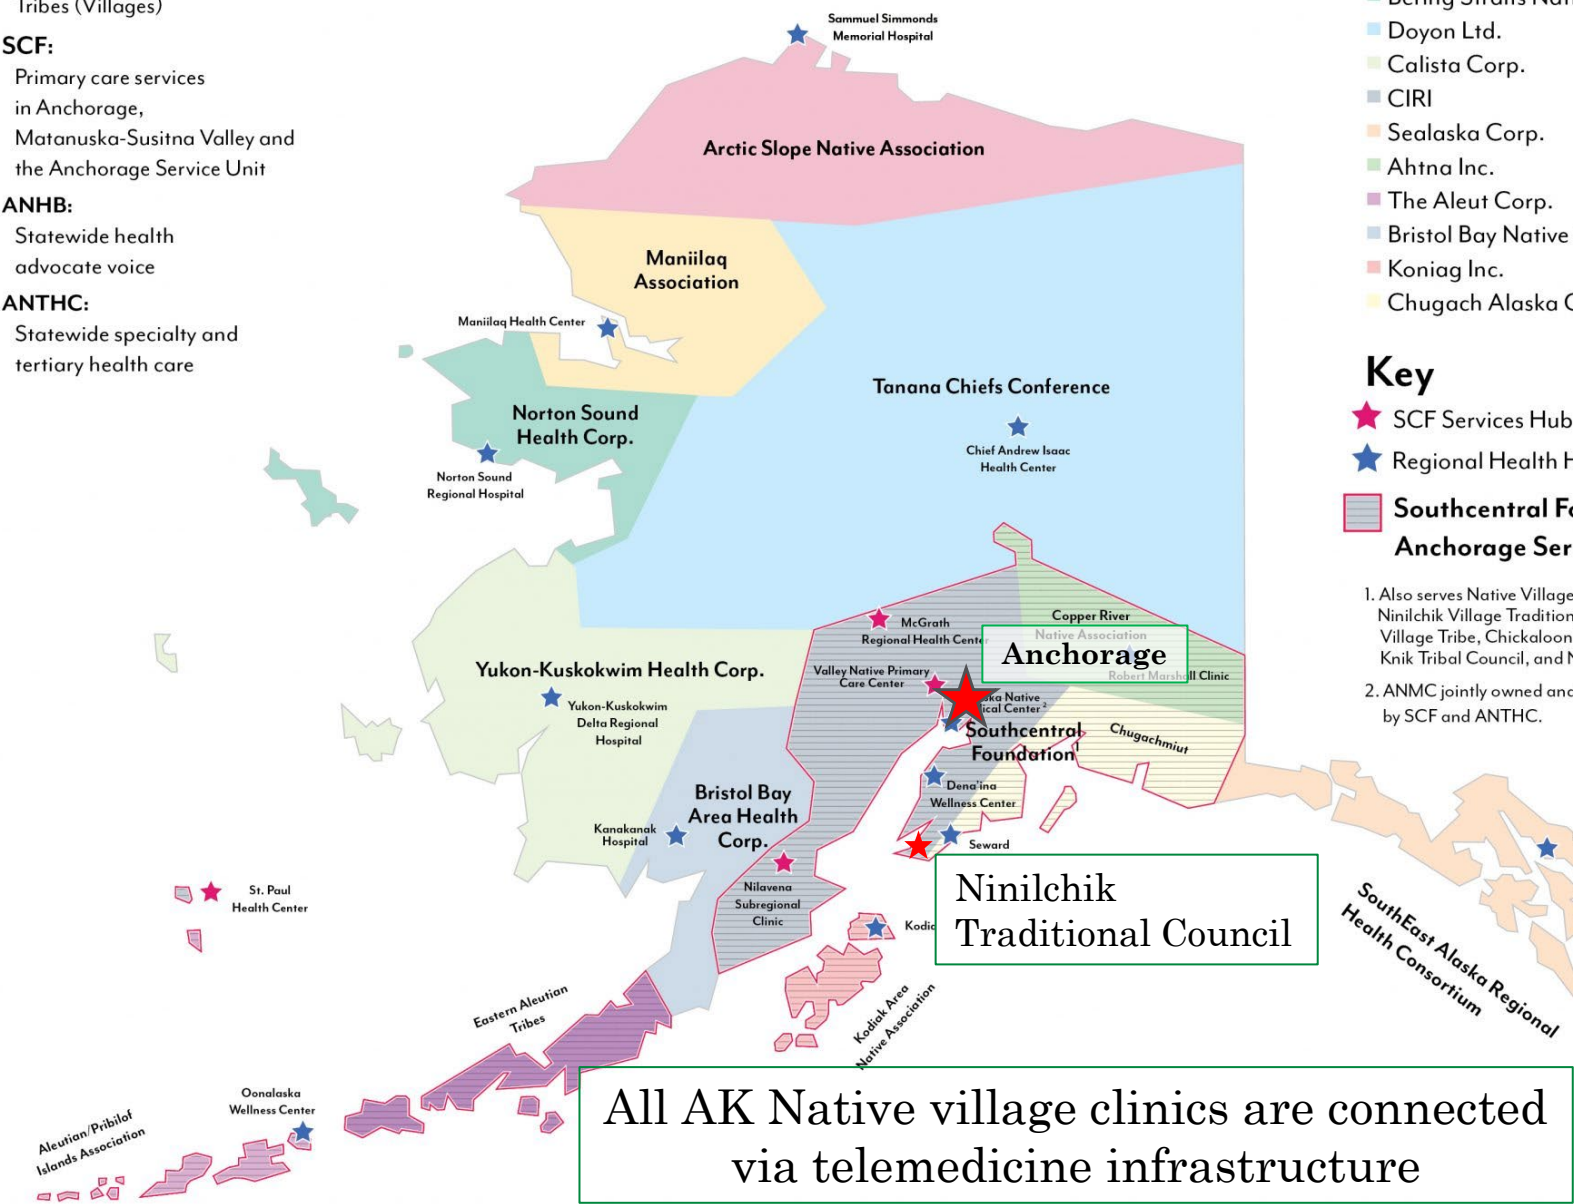 Tribes (Villages)
SCF:
Primary care services
in Anchorage,
Matanuska-Susitna Valley and
the Anchorage Service Unit
ANHB:
Statewide health
advocate voice
ANTHC:
Statewide specialty and
tertiary health care
Sammuel Simmonds
Memorial Hospital
Arctic Slope Native Association
Maniilaq
Association
Maniilaq Health Center
Norton Sound
Health Corp.
Norton Sound
Regional Hospital
Tanana Chiefs Conference
Chief Andrew Isaac
Health Center
Yukon-Kuskokwim Health Corp.
Yukon-Kuskokwim
Delta Regional
Hospital
McGrath
Regional Health Center
Copper River
Native Association
Anchorage
Robert Marshall Clinic
Valley Native Primary
Care Center
Native
Center 2
Southcentral
Foundation1
Chugachmiut
Dena'ina
Wellness Center
Seward
Bristol Bay
Area Health
Corp.
Kanakanak
Hospital
Nilavena
Subregional
Clinic
Ninilchik
Traditional Council
St. Paul
Health Center
Kodiak Area
Native Association
Eastern Aleutian
Tribes
Oonalaska
Wellness Center
Aleutian/Pribilof
Islands Association
SouthEast Alaska Regional
Health Consortium
All AK Native village clinics are connected
via telemedicine infrastructure
Doyon Ltd.
Calista Corp.
CIRI
Sealaska Corp.
Ahtna Inc.
The Aleut Corp.
Bristol Bay Native
Koniag Inc.
Chugach Alaska C
Key
SCF Services Hub
Regional Health H
Southcentral Fo
Anchorage Ser
1. Also serves Native Village
Ninilchik Village Tradition
Village Tribe, Chickaloon
Knik Tribal Council, and N
2. ANMC jointly owned and
by SCF and ANTHC.